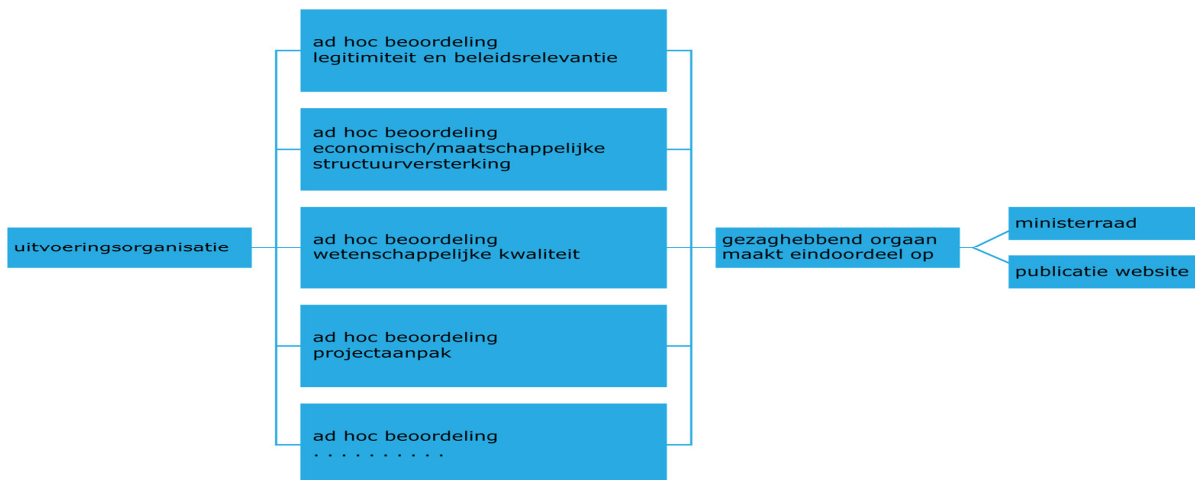 uitvoeringsorganisatie
ad hoc beoordeling
legitimiteit en beleidsrelevantie
ad hoc beoordeling
economisch/maatschappelijke
structuurversterking
ad hoc beoordeling
wetenschappelijke kwaliteit
ad hoc beoordeling
projectaanpak
ad hoc beoordeling
. . . . . . . . . .
gezaghebbend orgaan
maakt eindoordeel op
ministerraad
publicatie website